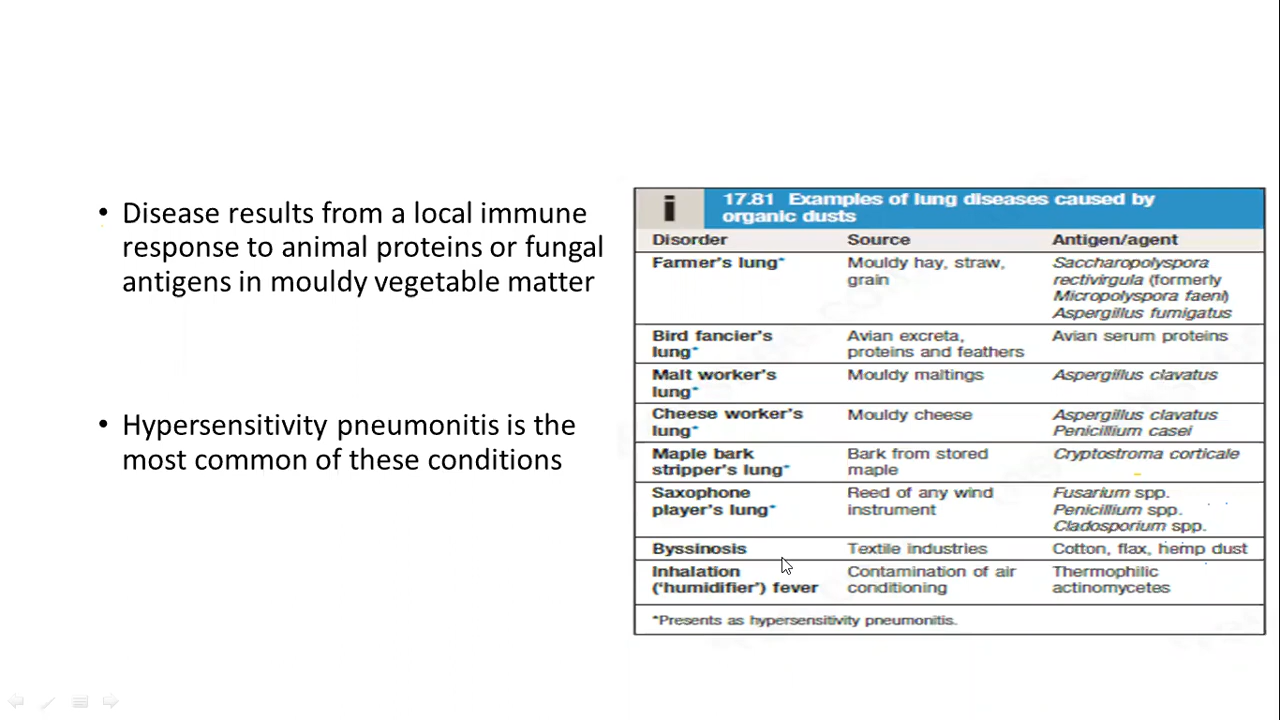 • Disease results from a local immune
response to animal proteins or fungal
antigens in mouldy vegetable matter
• Hypersensitivity pneumonitis is the
most common of these conditions
i
17.81 Examples of lung diseases caused by
organic dusts
Disorder Source Antigen/agent
Farmer's lung* Mouldy hay, straw, Saccharopolyspora
grain rectivirgula (formerly
Micropolyspora faeni)
Aspergillus fumigatus
Bird fancier's Avian excreta, Avian serum proteins
lung* proteins and feathers
Malt worker's Mouldy maltings Aspergillus clavatus
lung*
Cheese worker's Mouldy cheese Aspergillus clavatus
lung* Penicillium casei
Maple bark Bark from stored Cryptostroma corticale
stripper's lung* maple
Saxophone Reed of any wind Fusarium spp.
player's lung* instrument Penicillium spp.
Cladosporium spp.
Byssinosis Textile industries Cotton, flax, hemp dust
Inhalation Contamination of air Thermophilic
('humidifier') fever conditioning actinomycetes
*Presents as hypersensitivity pneumonitis.